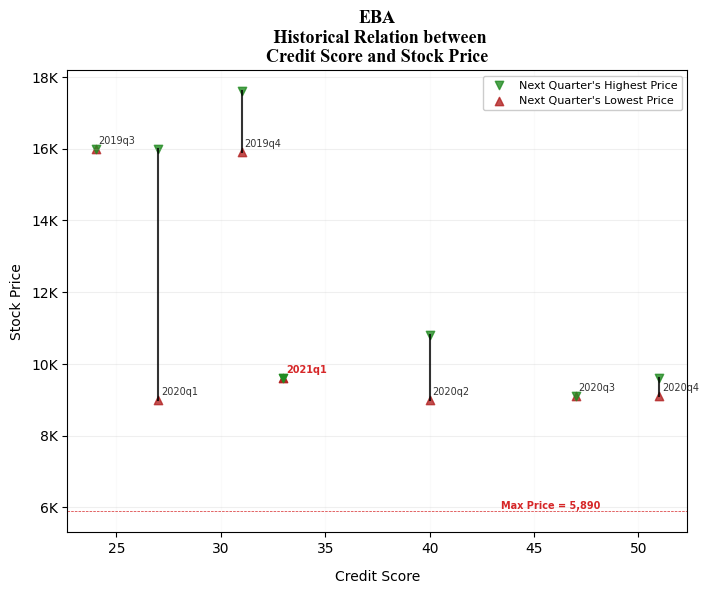 EBA
Historical Relation between
Credit Score and Stock Price
18K
16K
14K
12K
10K
8K
6K
Stock Price
Next Quarter's Highest Price
Next Quarter's Lowest Price
2019q3
2019q4
2020q1
2021q1
2020q2
2020q3
2020q4
Max Price = 5,890
25
30
35
40
45
50
Credit Score